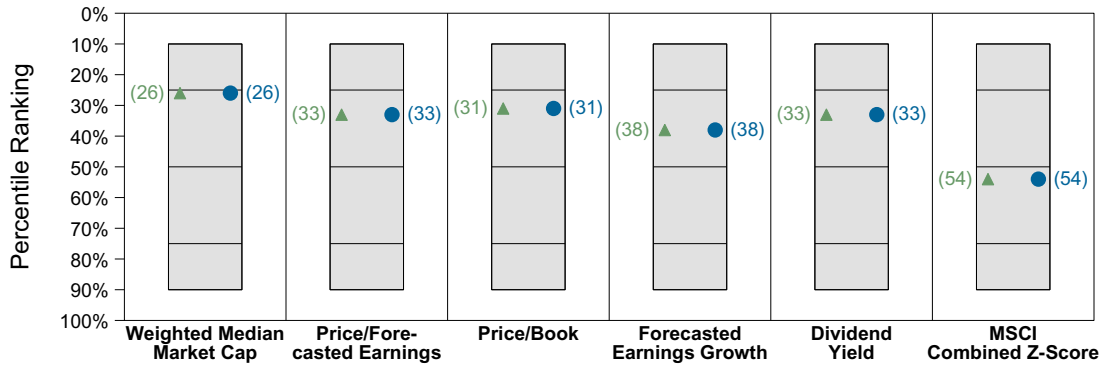 0%
10%
20%
30%
40%
50%
60%
70%
80%
90%
100%
Percentile Ranking
(26) (26)
(33) (33)
(31) (31)
(38) (38)
(33) (33)
(54) (54)
Weighted Median
Market Cap
Price/Fore-
casted Earnings
Price/Book
Forecasted
Earnings Growth
Dividend
Yield
MSCI
Combined Z-Score